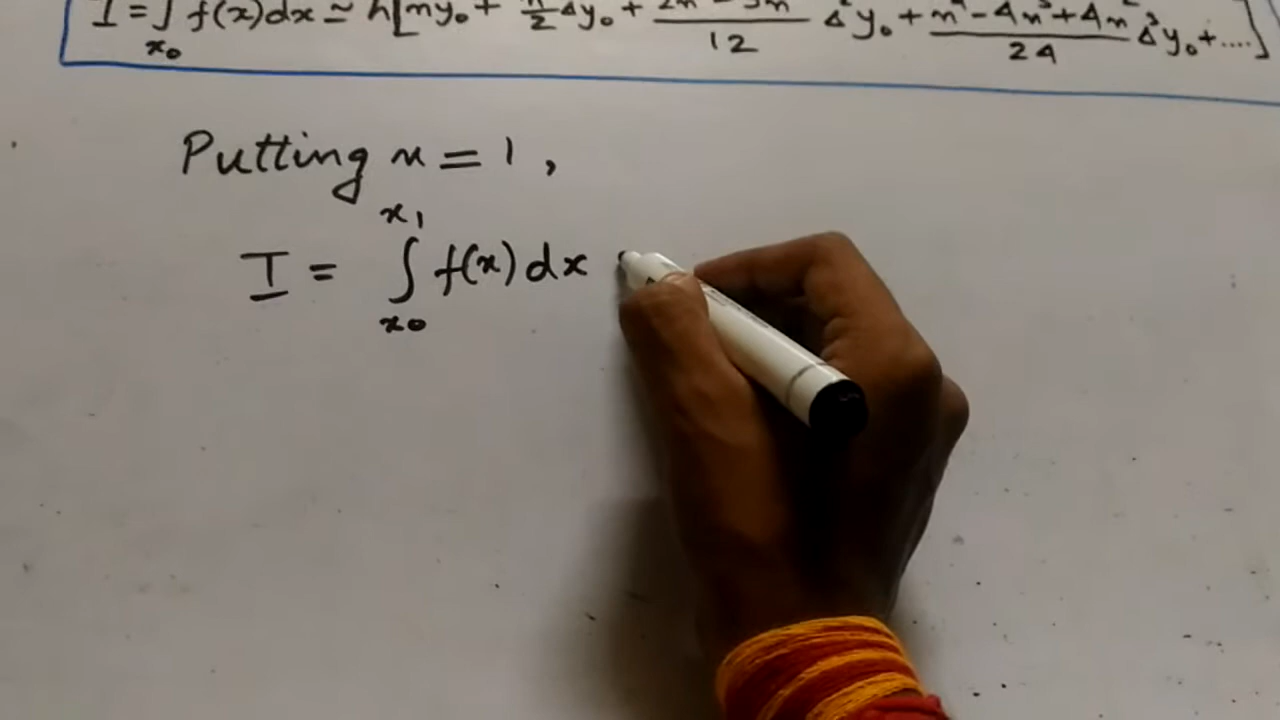 I = ∫ f(x)dx ≃ h[ny₀ + n²/2 Δy₀ + 2n³-3n²/12 Δ²y₀ + n⁴-4n³+4n²/24 Δ³y₀+....]
x₀
Putting n = 1,
x₁
I = ∫ f(x) dx
x₀